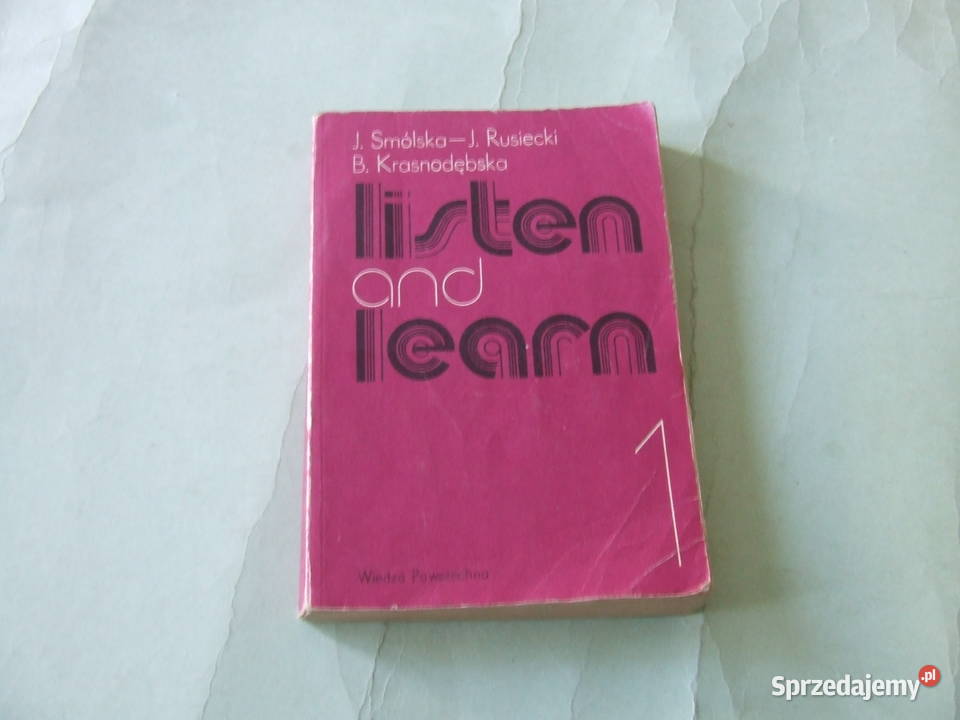 J. Smólska—J. Rusiecki
B. Krasnodębska
listen
and
learn
1
Wiedza Powszechna
Sprzedajemy.pl